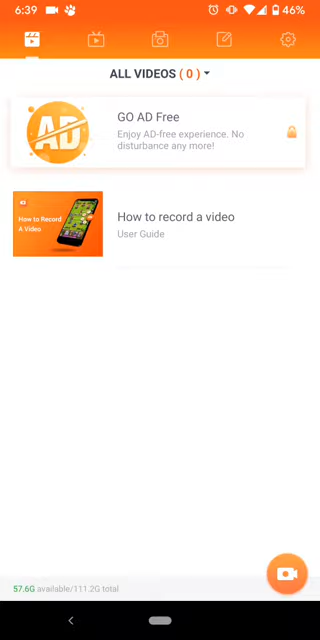 6:39
46%
ALL VIDEOS ( 0 )
AD
GO AD Free
Enjoy AD-free experience. No
disturbance any more!
How to Record
A Video
How to record a video
User Guide
57.6G available/111.2G total